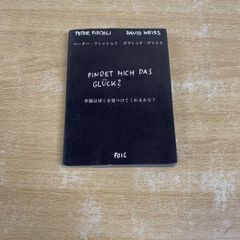 PETER FISCHLI DAVID WEISS
ペーター・フィッシュリ ダヴィッド・ヴァイス
FINDET MICH DAS
GLÜCK?
幸福はぼくを見つけてくれるかな?
FOIL